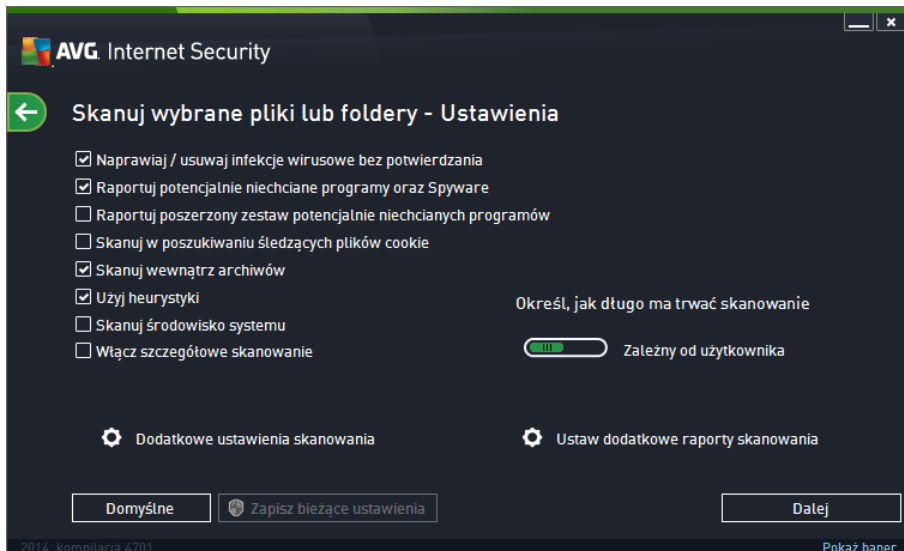 AVG. Internet Security
Skanuj wybrane pliki lub foldery - Ustawienia
Naprawiaj / usuwaj infekcje wirusowe bez potwierdzania
Raportuj potencjalnie niechciane programy oraz Spyware
Raportuj poszerzony zestaw potencjalnie niechcianych programów
Skanuj w poszukiwaniu śledzących plików cookie
Skanuj wewnątrz archiwów
Użyj heurystyki
Skanuj środowisko systemu
Włącz szczegółowe skanowanie
Określ, jak długo ma trwać skanowanie
Zależny od użytkownika
Dodatkowe ustawienia skanowania
Ustaw dodatkowe raporty skanowania
Domyślne
Zapisz bieżące ustawienia
Dalej
2014 kompilacja 4701
Pokaż baner